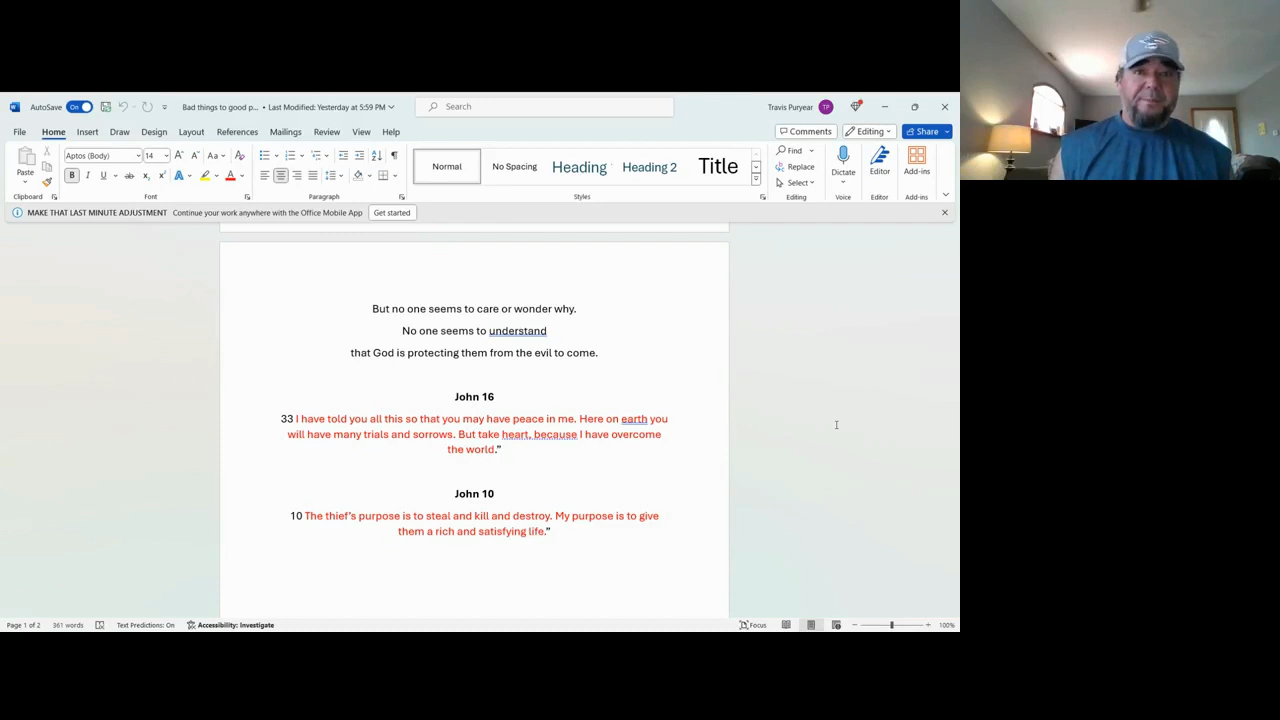 AutoSave On Bad things to good p... • Last Modified: Yesterday at 5:59 PM Search Travis Puryear TP
File Home Insert Draw Design Layout References Mailings Review View Help Comments Editing Share
Paste Aptos (Body) 14 A A Aa A Normal No Spacing Heading Heading 2 Title Find Replace Select Dictate Editor Add-ins
B I U ab x₂ x² A A
Clipboard Font Paragraph Styles Editing Voice Editor Add-ins
MAKE THAT LAST MINUTE ADJUSTMENT Continue your work anywhere with the Office Mobile App Get started
But no one seems to care or wonder why.
No one seems to understand
that God is protecting them from the evil to come.
John 16
33 I have told you all this so that you may have peace in me. Here on earth you
will have many trials and sorrows. But take heart, because I have overcome
the world.”
John 10
10 The thief’s purpose is to steal and kill and destroy. My purpose is to give
them a rich and satisfying life.”
Page 1 of 2 361 words Text Predictions: On Accessibility: Investigate Focus 100%